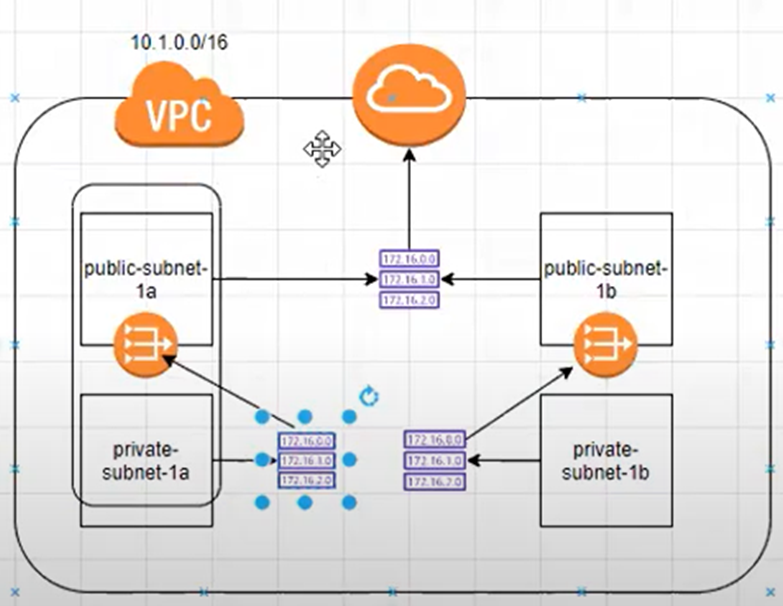 10.1.0.0/16
VPC
public-subnet-
1a
172.16.0.0
172.16.1.0
172.16.2.0
public-subnet-
1b
private-
subnet-1a
172.16.0.0
172.16.1.0
172.16.2.0
172.16.0.0
172.16.1.0
172.16.2.0
private-
subnet-1b